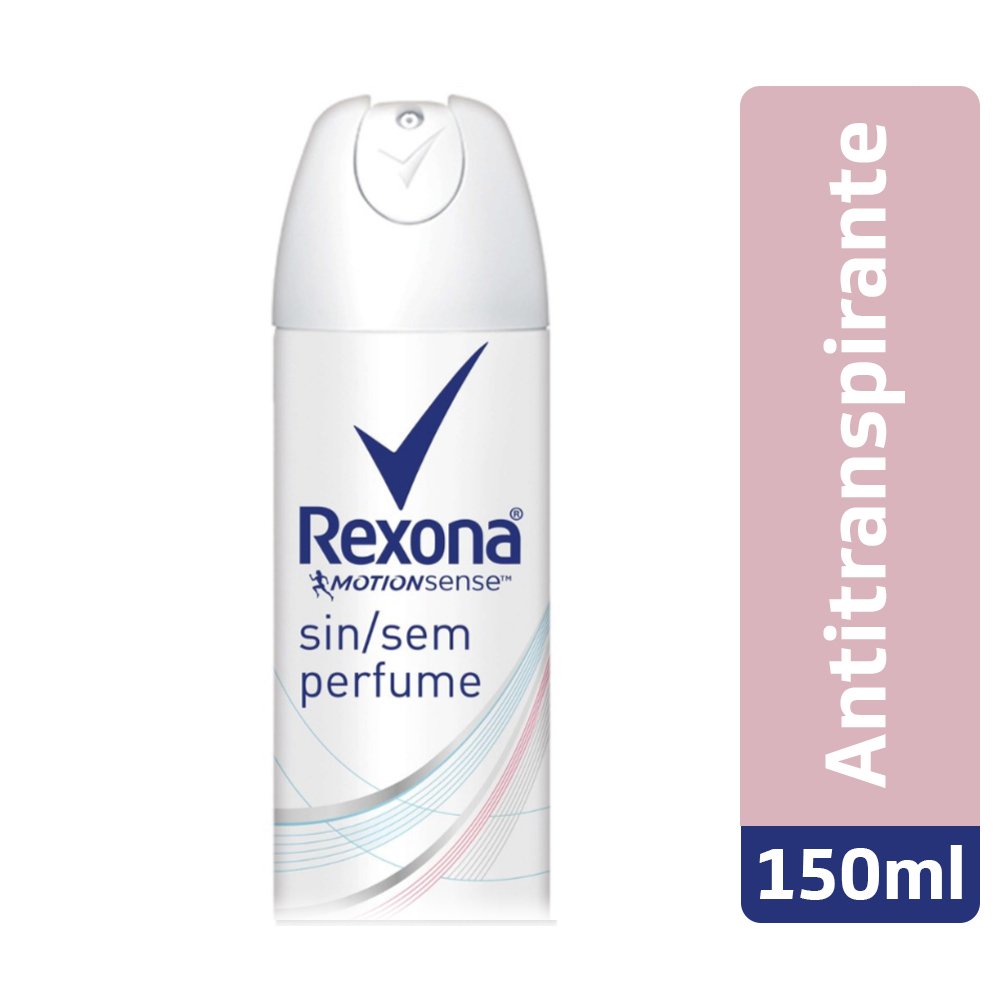 Rexona®
MOTIONsense™
sin/sem
perfume
Antitranspirante
150ml